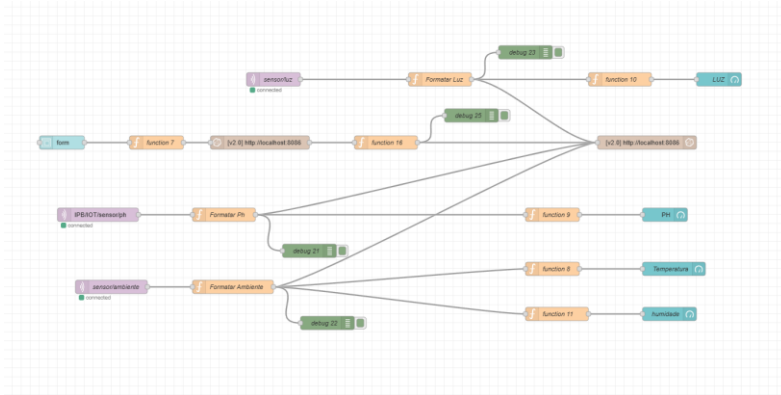 debug 23
sensor/luz
Formatar Luz
function 10
LUZ
connected
debug 25
form
function 7
[v2.0] http://localhost:8086
function 16
[v2.0] http://localhost:8086
IPB/IOT/sensor/ph
Formatar Ph
function 9
PH
connected
debug 21
function 8
Temperatura
sensor/ambiente
Formatar Ambiente
connected
function 11
humidade
debug 22